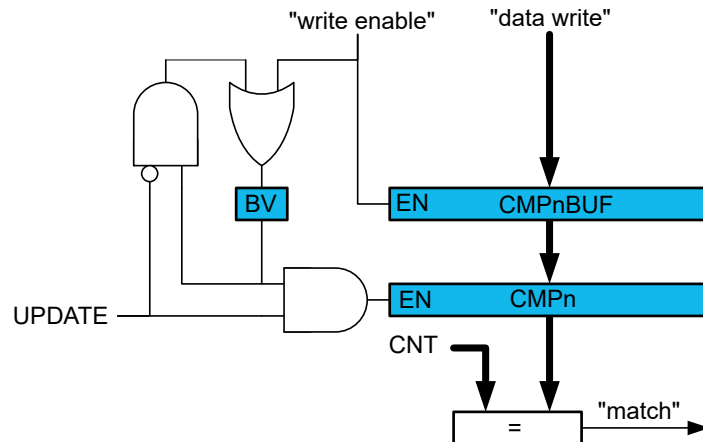 "write enable" "data write"
BV
EN CMPnBUF
EN CMPn
UPDATE
CNT
=
"match"